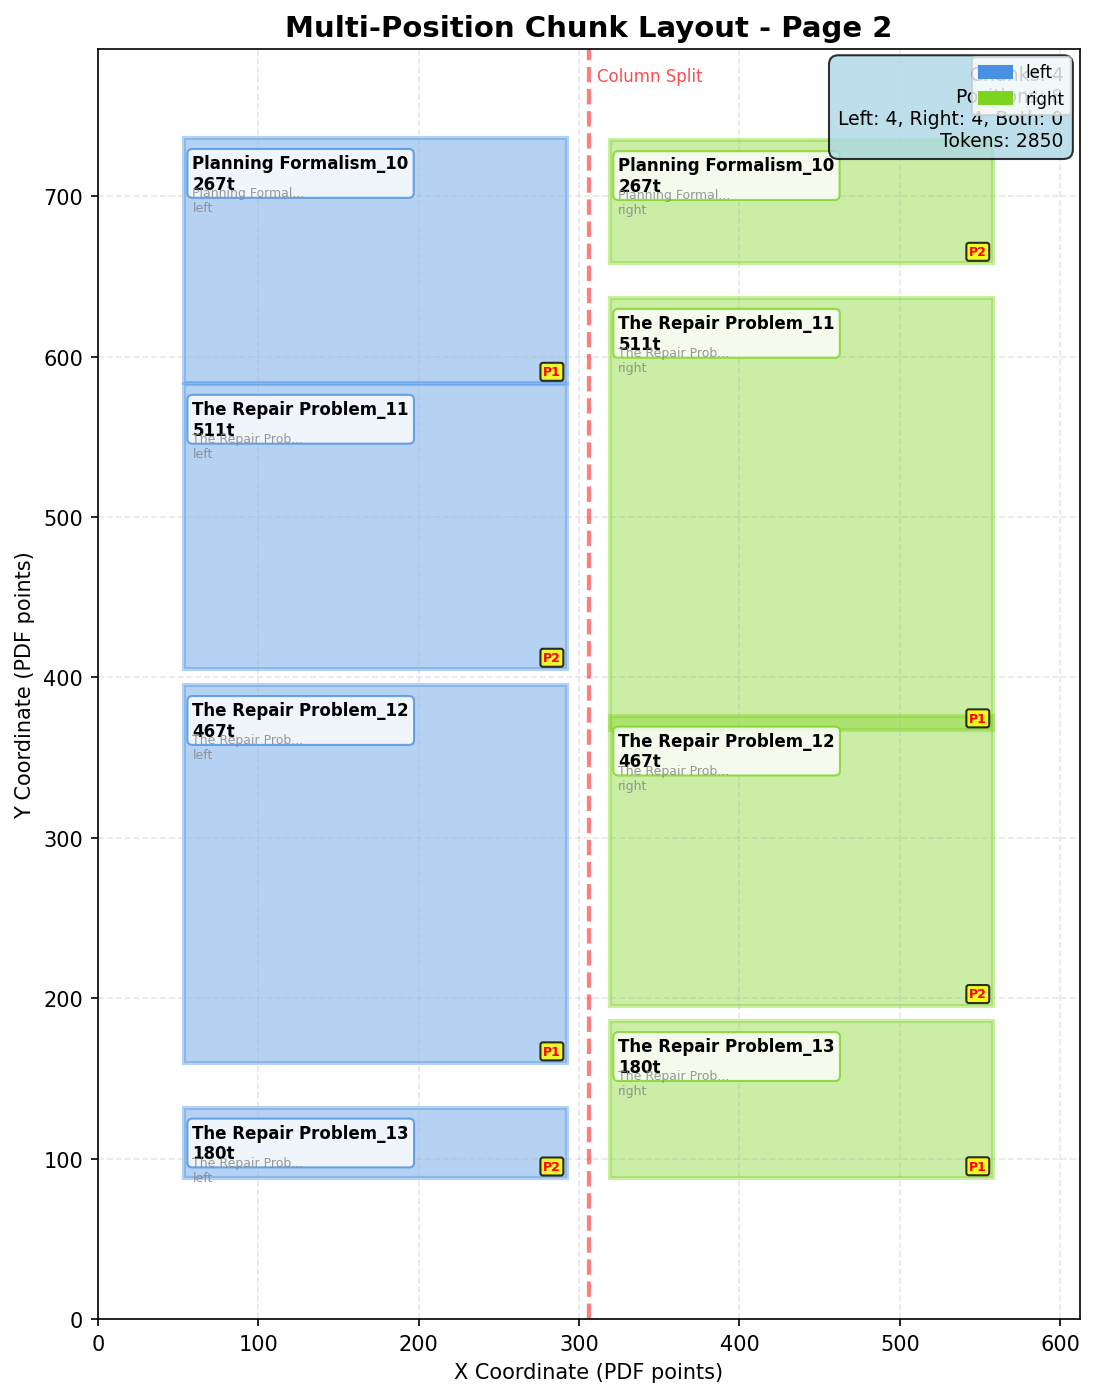 Multi-Position Chunk Layout - Page 2
Column Split
left
right
Chunks: 4
Left: 4, Right: 4, Both: 0
Tokens: 2850
Planning Formalism_10
267t
Planning Formal...
left
P1
The Repair Problem_11
511t
The Repair Prob...
left
P2
The Repair Problem_12
467t
The Repair Prob...
left
P1
The Repair Problem_13
180t
The Repair Prob...
left
P2
Planning Formalism_10
267t
Planning Formal...
right
P2
The Repair Problem_11
511t
The Repair Prob...
right
P1
The Repair Problem_12
467t
The Repair Prob...
right
P2
The Repair Problem_13
180t
The Repair Prob...
right
P1
Y Coordinate (PDF points)
700
600
500
400
300
200
100
0
0 100 200 300 400 500 600
X Coordinate (PDF points)